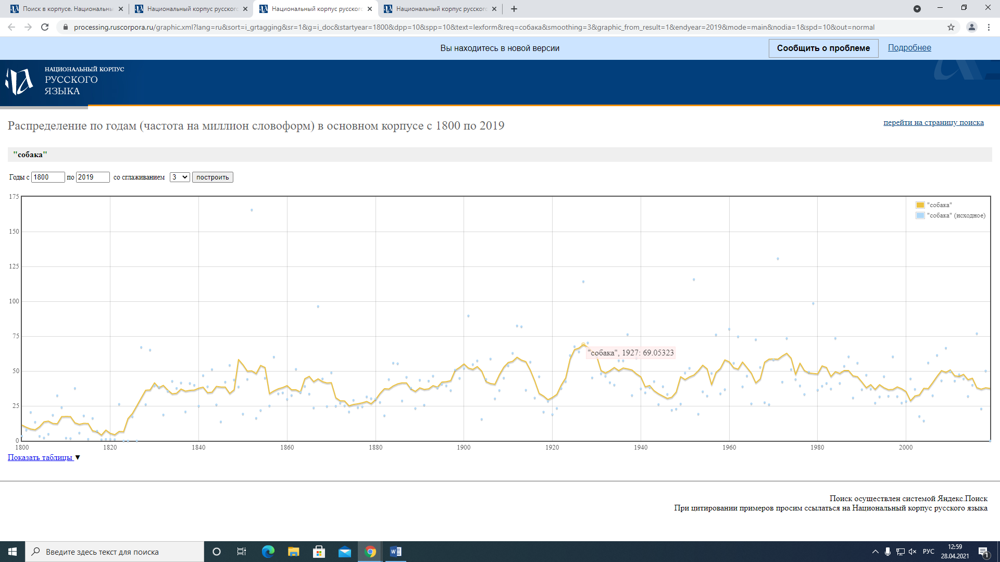 Поиск в корпусе. Националь
Национальный корпус русског
Национальный корпус русског
Национальный корпус русског
processing.ruscorpora.ru/graphic.xml?lang=ru&sort=i_grtagging&sr=1&g=i_doc&startyear=1800&dpp=10&spp=10&text=lexform&req=собака&smoothing=3&graphic_from_result=1&endyear=2019&mode=main&nodia=1&spd=10&out=normal
Вы находитесь в новой версии
Сообщить о проблеме
Подробнее
НАЦИОНАЛЬНЫЙ КОРПУС
РУССКОГО
ЯЗЫКА
Распределение по годам (частота на миллион словоформ) в основном корпусе с 1800 по 2019
перейти на страницу поиска
"собака"
Годы с 1800 по 2019 со сглаживанием 3 построить
175
150
125
100
75
50
25
0
"собака"
"собака" (исходное)
"собака", 1927: 69.05323
1800 1820 1840 1860 1880 1900 1920 1940 1960 1980 2000
Показать таблицы ▼
Поиск осуществлен системой Яндекс.Поиск
При цитировании примеров просим ссылаться на Национальный корпус русского языка
Введите здесь текст для поиска
РУС
12:59
28.04.2021
1